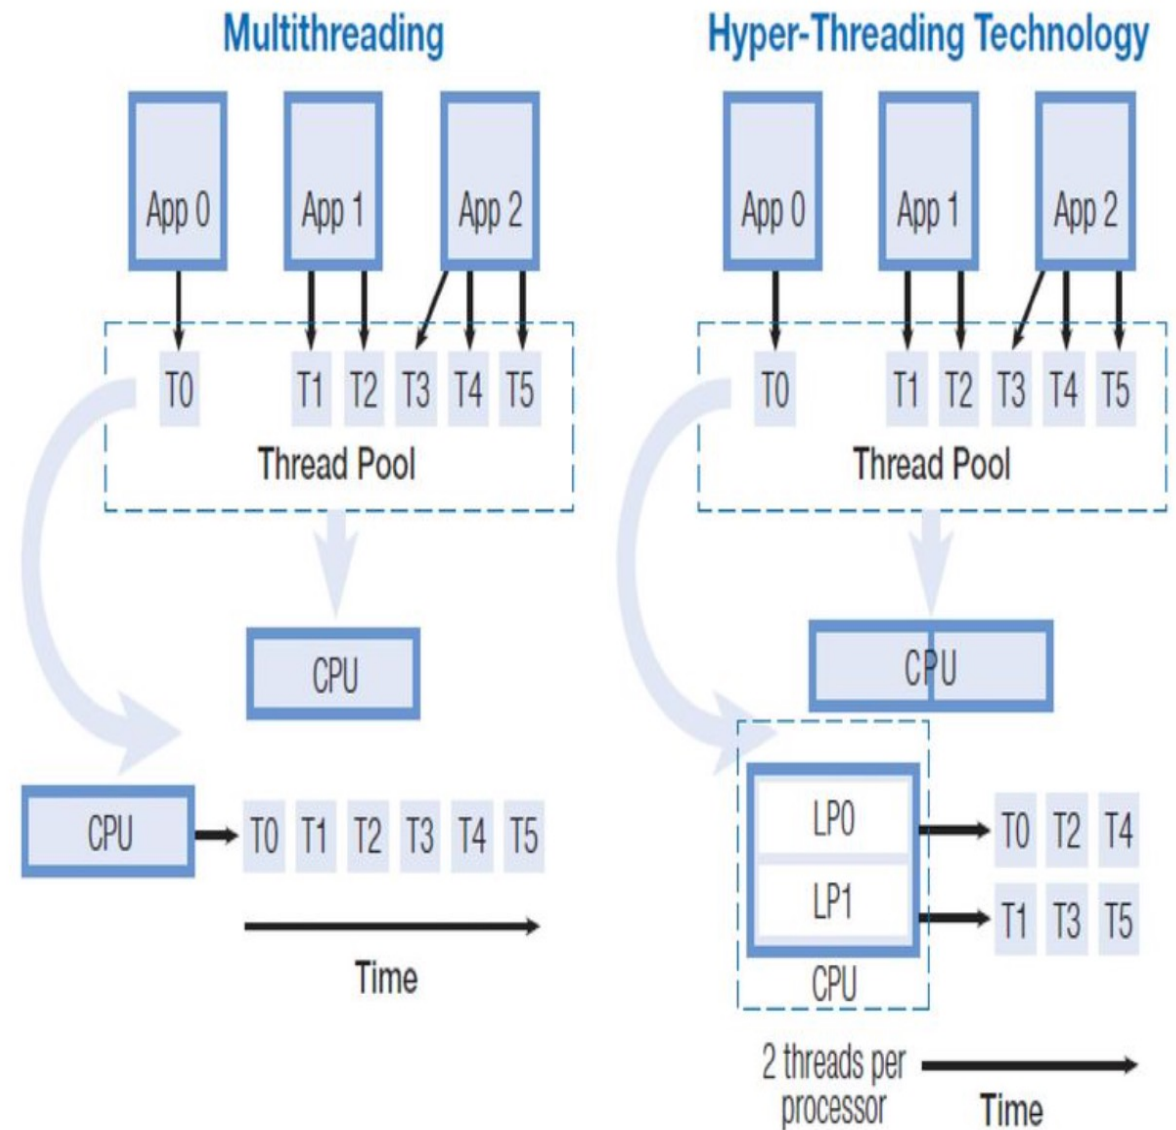 Multithreading
App 0
App 1
App 2
T0
T1
T2
T3
T4
T5
Thread Pool
CPU
CPU
T0
T1
T2
T3
T4
T5
Time
Hyper-Threading Technology
App 0
App 1
App 2
T0
T1
T2
T3
T4
T5
Thread Pool
CPU
LP0
T0
T2
T4
LP1
T1
T3
T5
CPU
2 threads per
processor
Time